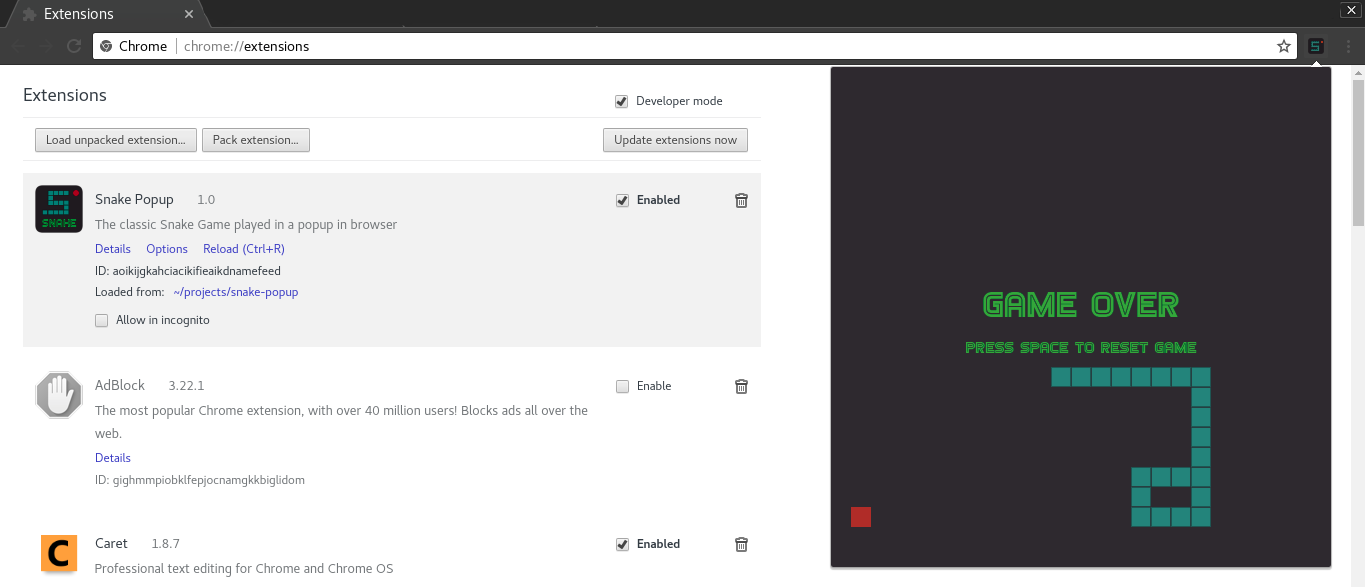 Extensions
Chrome chrome://extensions
Extensions
Developer mode
Load unpacked extension... Pack extension... Update extensions now
SNAKE
Snake Popup 1.0 Enabled
The classic Snake Game played in a popup in browser
Details Options Reload (Ctrl+R)
ID: aoikijgkahciacikifieaikdnamefeed
Loaded from: ~/projects/snake-popup
Allow in incognito
AdBlock 3.22.1 Enable
The most popular Chrome extension, with over 40 million users! Blocks ads all over the
web.
Details
ID: gighmmpiobklfepjocnamgkkbiglidom
C
Caret 1.8.7 Enabled
Professional text editing for Chrome and Chrome OS
GAME OVER
PRESS SPACE TO RESET GAME